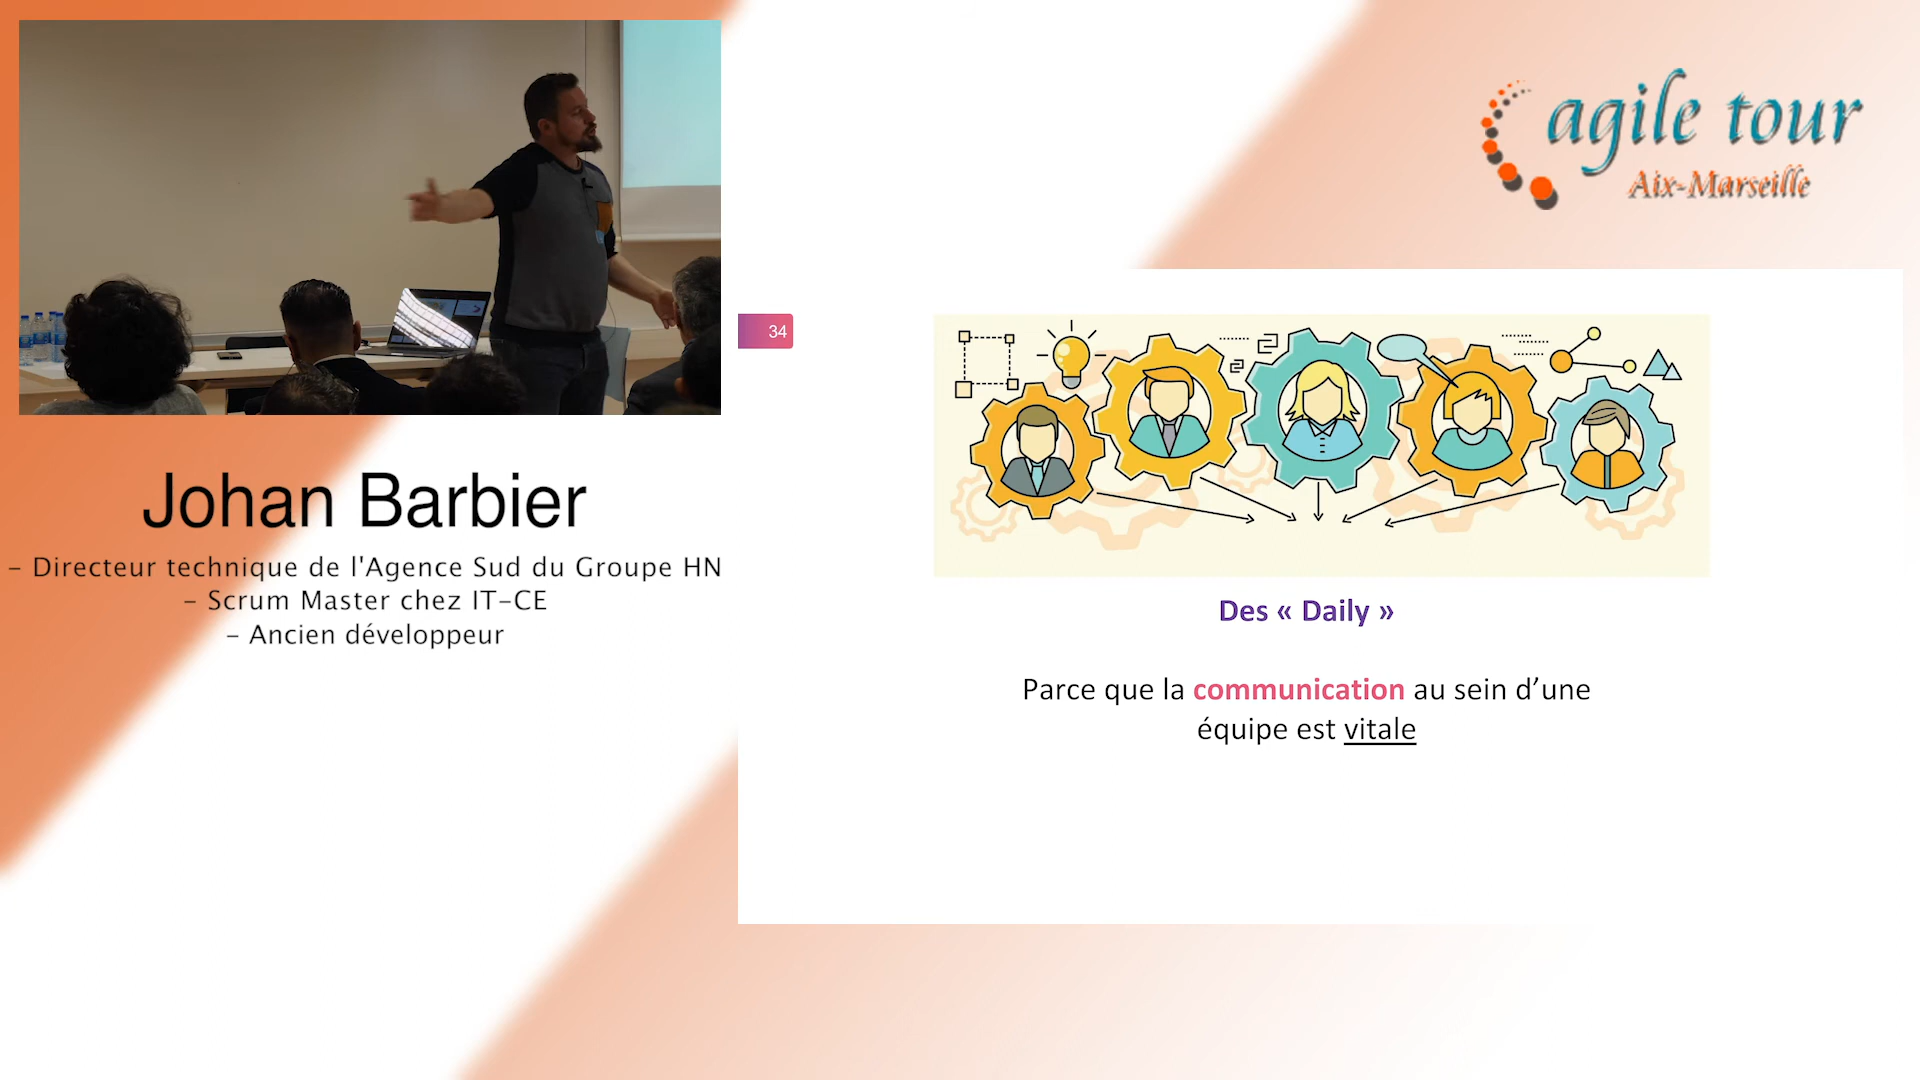 agile tour
Aix-Marseille
34
Johan Barbier
- Directeur technique de l'Agence Sud du Groupe HN
- Scrum Master chez IT-CE
- Ancien développeur
Des « Daily »
Parce que la communication au sein d’une
équipe est vitale